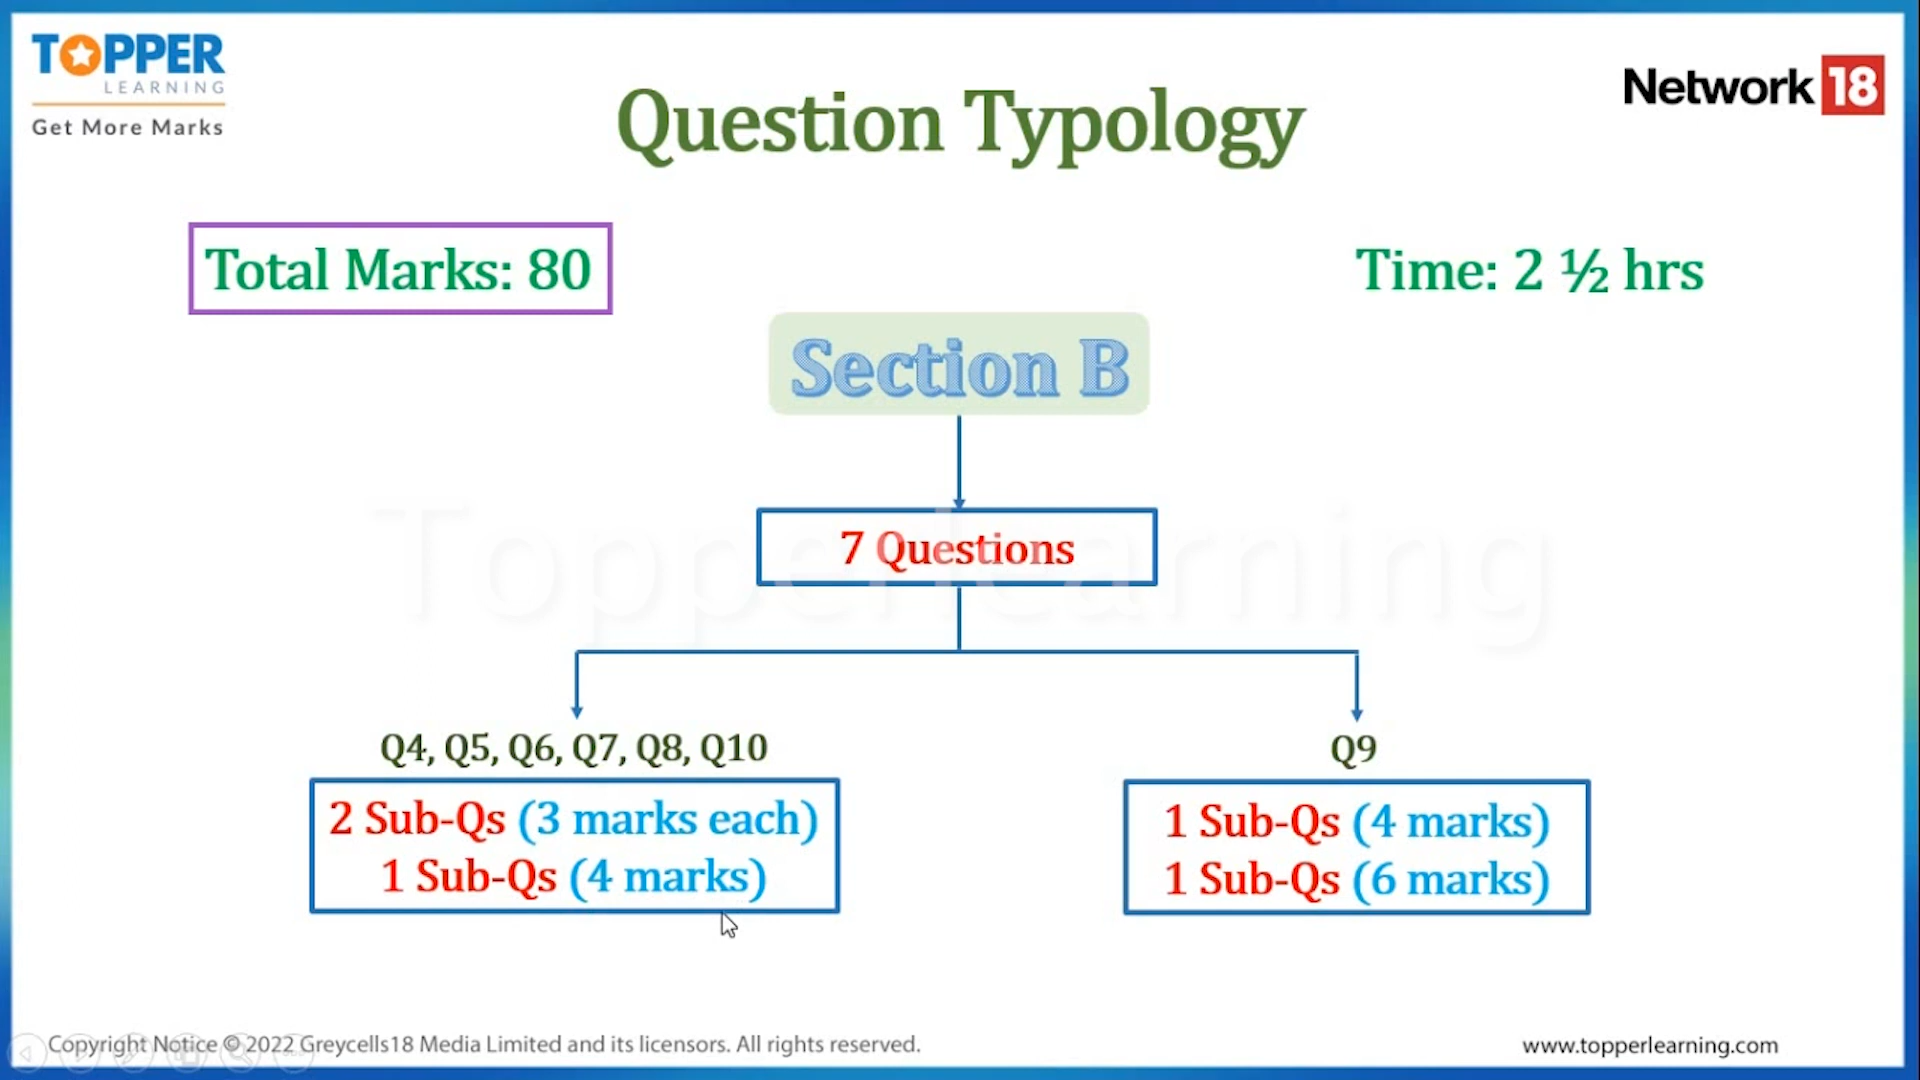 TOPPER
LEARNING
Get More Marks
Network 18
Question Typology
Total Marks: 80
Time: 2 ½ hrs
Section B
Topperlearning
7 Questions
Q4, Q5, Q6, Q7, Q8, Q10
2 Sub-Qs (3 marks each)
1 Sub-Qs (4 marks)
Q9
1 Sub-Qs (4 marks)
1 Sub-Qs (6 marks)
Copyright Notice © 2022 Greycells18 Media Limited and its licensors. All rights reserved.
www.topperlearning.com